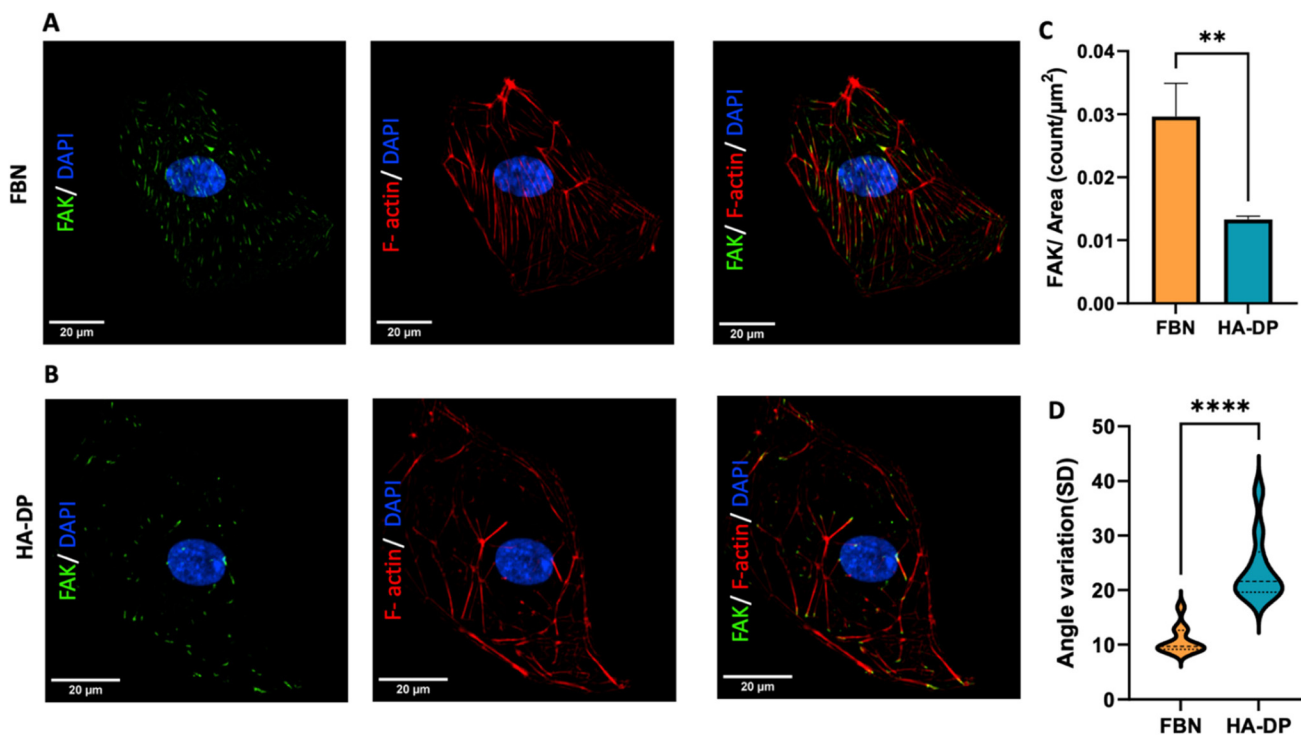 A
FBN
FAK/ DAPI
20 µm
F- actin/ DAPI
20 µm
FAK/ F-actin/ DAPI
20 µm
B
HA-DP
FAK/ DAPI
20 µm
F- actin/ DAPI
20 µm
FAK/ F-actin/ DAPI
20 µm
C
FAK/ Area (count/µm²)
0.04
0.03
0.02
0.01
0.00
**
FBN HA-DP
D
Angle variation(SD)
50
40
30
20
10
0
****
FBN HA-DP